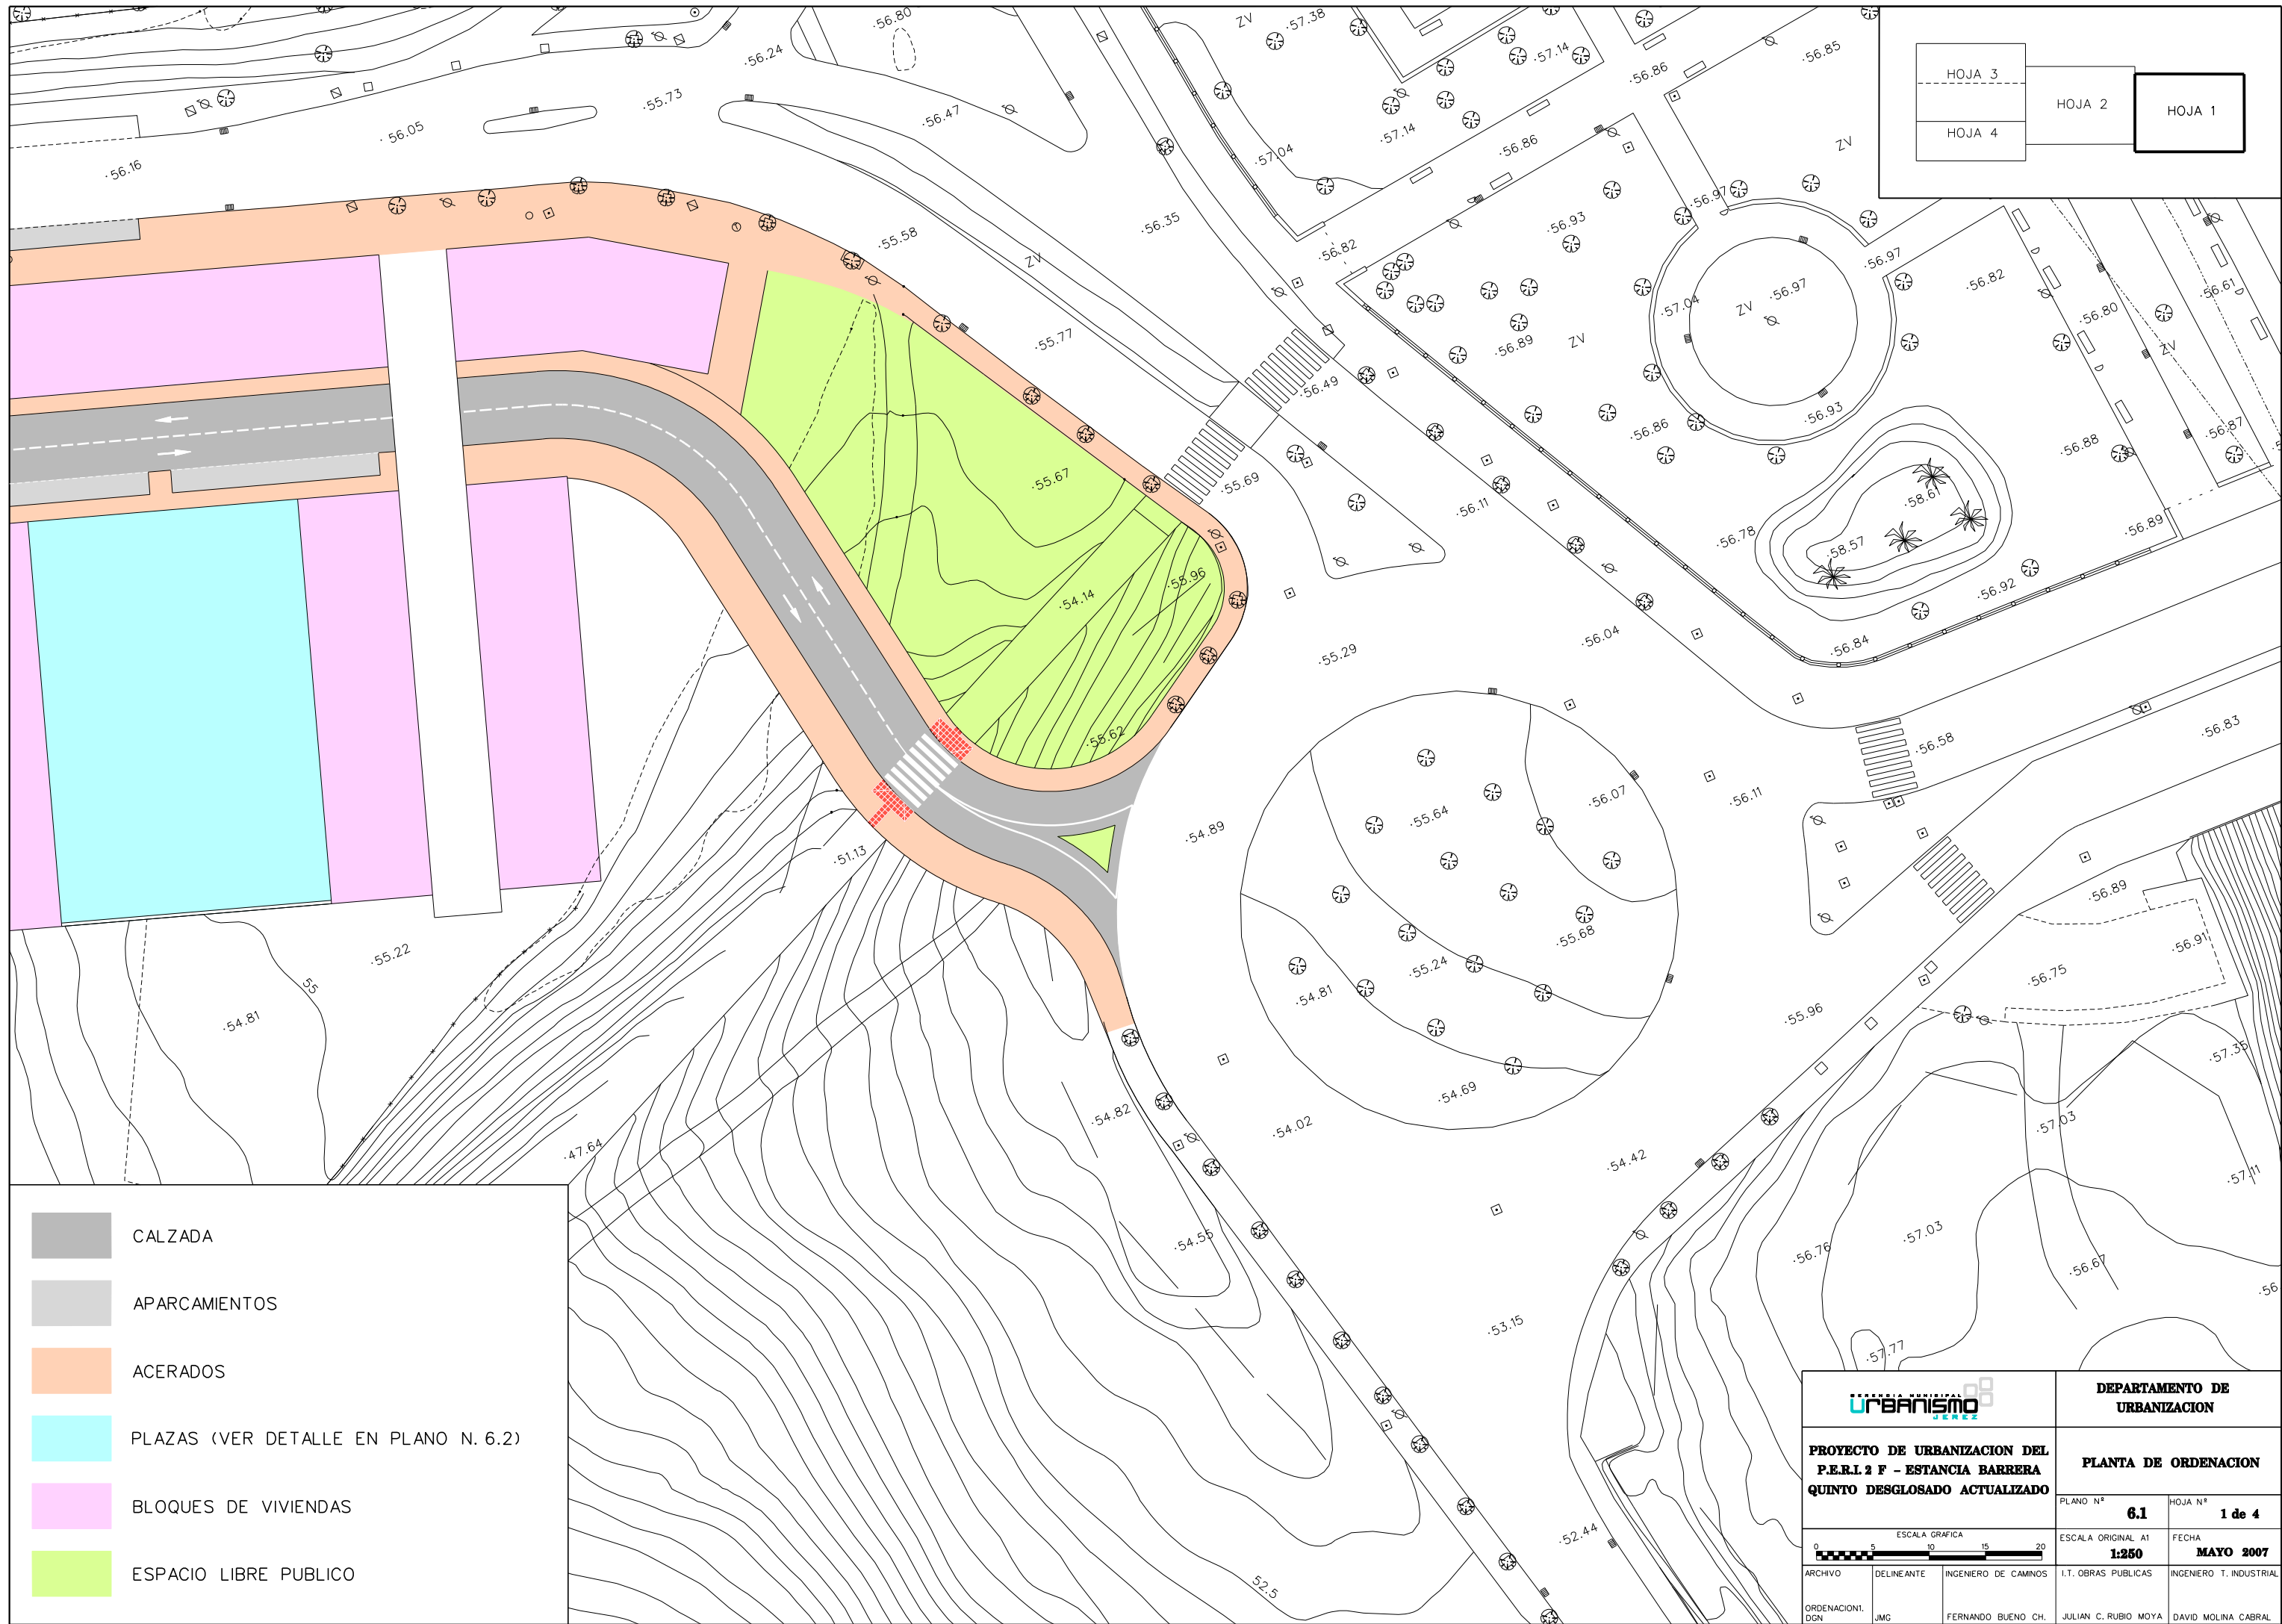 ·56.80
ZV
·57.38
·56.24
·57.14
·56.86
·56.85
·55.73
·56.47
·56.05
·57.14
·56.86
ZV
·56.16
·57.04
HOJA 3
HOJA 2
HOJA 1
HOJA 4
·56.97
·56.35
·56.93
·55.58
·56.82
ZV
·56.97
·56.82
·56.97
·56.61
·57.04
ZV
·56.80
·55.77
·56.89
ZV
ZV
·56.49
·56.93
·56.86
·56.87
·56.88
·55.67
·55.69
·58.61
·56.11
·56.89
·56.78
·58.57
·55.96
·54.14
·56.92
·56.04
·56.84
·55.29
·55.62
·56.58
·56.83
·56.07
·56.11
·55.64
·54.89
·51.13
·56.89
·55.68
·56.91
·55.22
·55.24
·56.75
55
·54.81
·54.81
·55.96
·57.35
·54.69
·54.82
·54.02
·57.03
·47.64
·54.42
·57.11
·54.55
·57.03
·56.76
·56.67
·53.15
·57.77
·52.44
52.5
CALZADA
APARCAMIENTOS
ACERADOS
PLAZAS (VER DETALLE EN PLANO N. 6.2)
BLOQUES DE VIVIENDAS
ESPACIO LIBRE PUBLICO
GERENCIA MUNICIPAL
URBANISMO
JEREZ
DEPARTAMENTO DE
URBANIZACION
PROYECTO DE URBANIZACION DEL
P.E.R.I. 2 F - ESTANCIA BARRERA
QUINTO DESGLOSADO ACTUALIZADO
PLANTA DE ORDENACION
PLANO Nº
6.1
HOJA Nº
1 de 4
ESCALA GRAFICA
0 5 10 15 20
ESCALA ORIGINAL A1
1:250
FECHA
MAYO 2007
ARCHIVO
ORDENACION1.
DGN
DELINEANTE
JMG
INGENIERO DE CAMINOS
FERNANDO BUENO CH.
I.T. OBRAS PUBLICAS
JULIAN C. RUBIO MOYA
INGENIERO T. INDUSTRIAL
DAVID MOLINA CABRAL